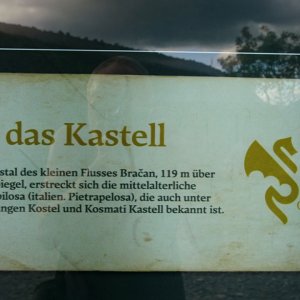 das Kastell
stal des kleinen Flusses Bračan, 119 m über
piegel, erstreckt sich die mittelalterliche
pilosa (italien. Pietrapelosa), die auch unter
ngen Kostel und Kosmati Kastell bekannt ist.